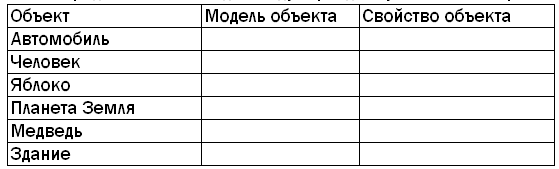 Объект Модель объекта Свойство объекта
Автомобиль
Человек
Яблоко
Планета Земля
Медведь
Здание